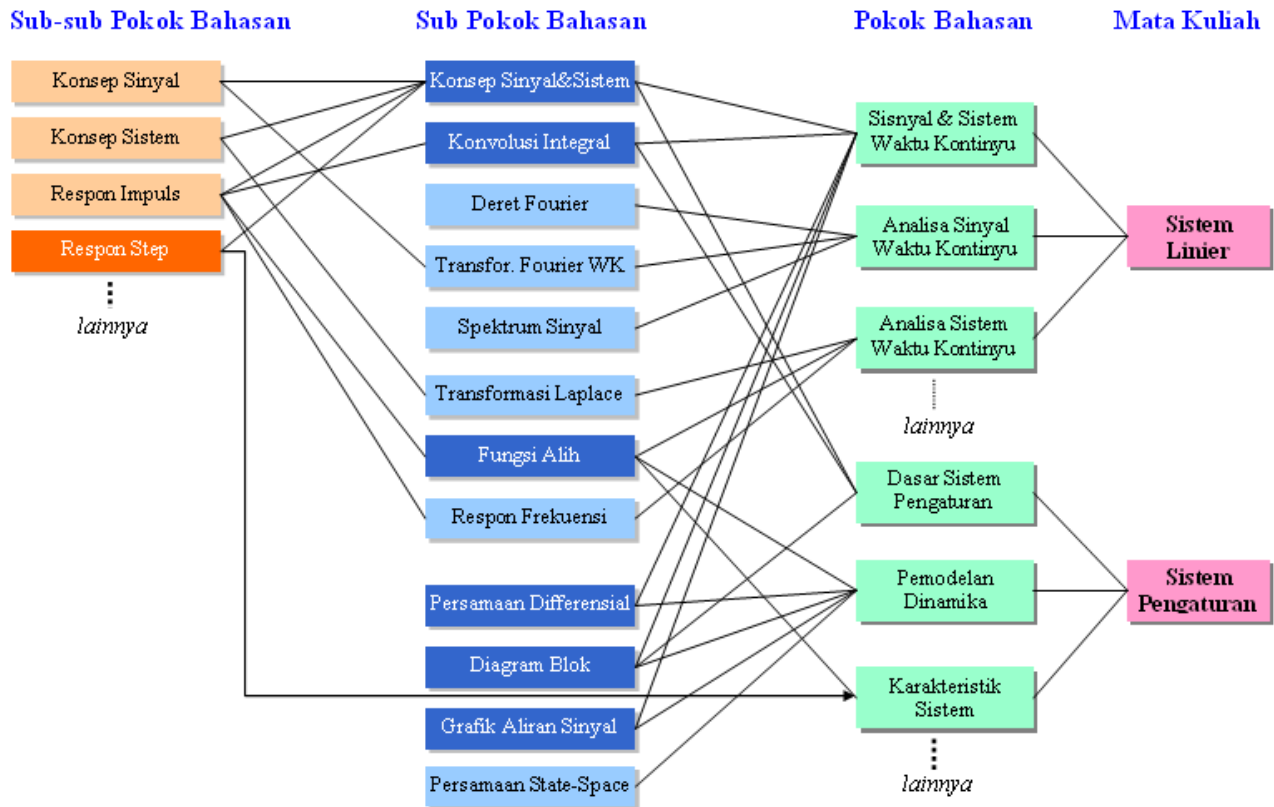 Sub-sub Pokok Bahasan
Sub Pokok Bahasan
Pokok Bahasan
Mata Kuliah
Konsep Sinyal
Konsep Sistem
Respon Impuls
Respon Step
lainnya
Konsep Sinyal&Sistem
Konvolusi Integral
Deret Fourier
Transfor. Fourier WK
Spektrum Sinyal
Transformasi Laplace
Fungsi Alih
Respon Frekuensi
Persamaan Differensial
Diagram Blok
Grafik Aliran Sinyal
Persamaan State-Space
Sisnyal & Sistem
Waktu Kontinyu
Analisa Sinyal
Waktu Kontinyu
Analisa Sistem
Waktu Kontinyu
lainnya
Dasar Sistem
Pengaturan
Pemodelan
Dinamika
Karakteristik
Sistem
lainnya
Sistem
Linier
Sistem
Pengaturan